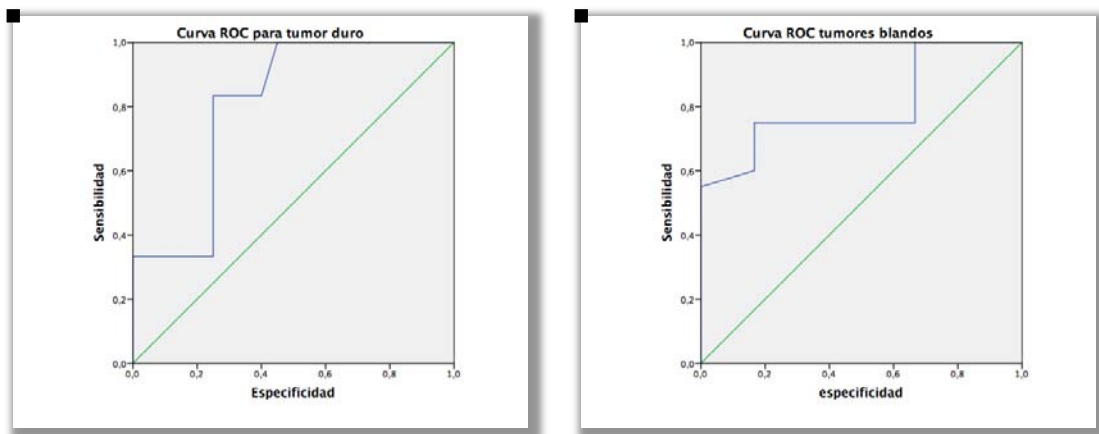 Curva ROC para tumor duro
1,0
0,8
0,6
0,4
0,2
0,0
Sensibilidad
0,0 0,2 0,4 0,6 0,8 1,0
Especificidad
Curva ROC tumores blandos
1,0
0,8
0,6
0,4
0,2
0,0
Sensibilidad
0,0 0,2 0,4 0,6 0,8 1,0
especificidad